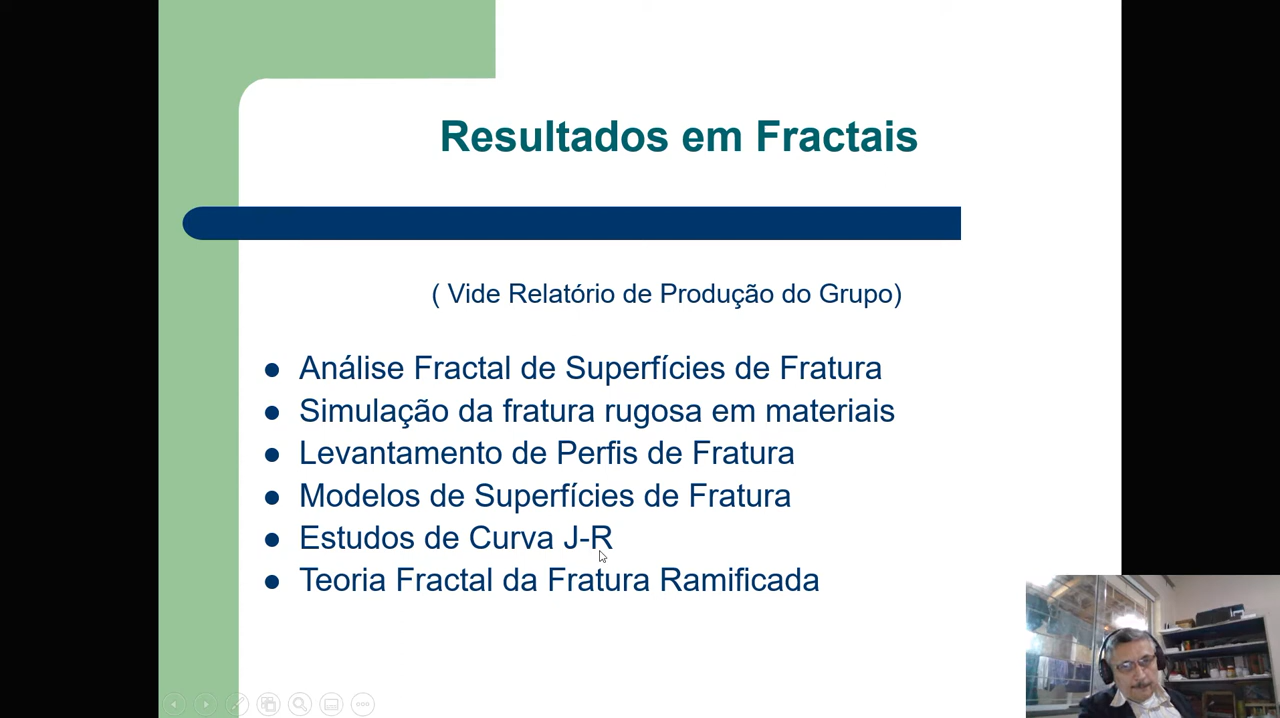 Resultados em Fractais
( Vide Relatório de Produção do Grupo)
Análise Fractal de Superfícies de Fratura
Simulação da fratura rugosa em materiais
Levantamento de Perfis de Fratura
Modelos de Superfícies de Fratura
Estudos de Curva J-R
Teoria Fractal da Fratura Ramificada